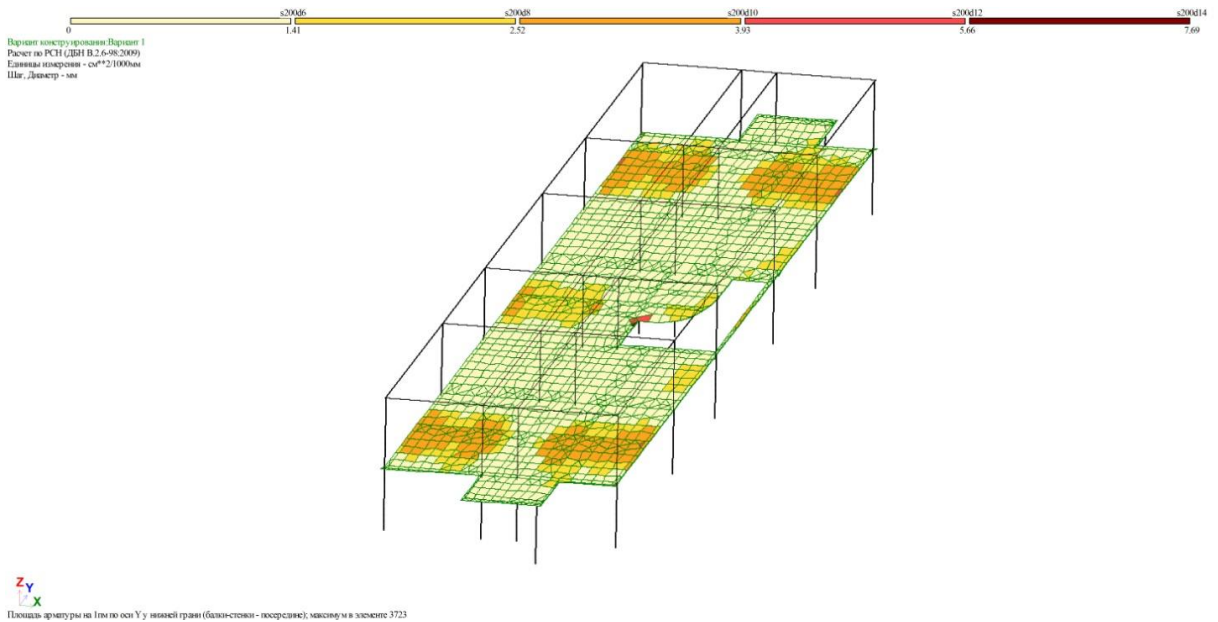 s200d6 s200d8 s200d10 s200d12 s200d14
0 1.41 2.52 3.93 5.66 7.69
Вариант конструирования:Вариант 1
Расчет по РСН (ДБН В.2.6-98:2009)
Единицы измерения - см**2/1000мм
Шаг, Диаметр - мм
Z
Y
X
Площадь арматуры на 1пм по оси Y у нижней грани (балки-стенки - посередине); максимум в элементе 3723